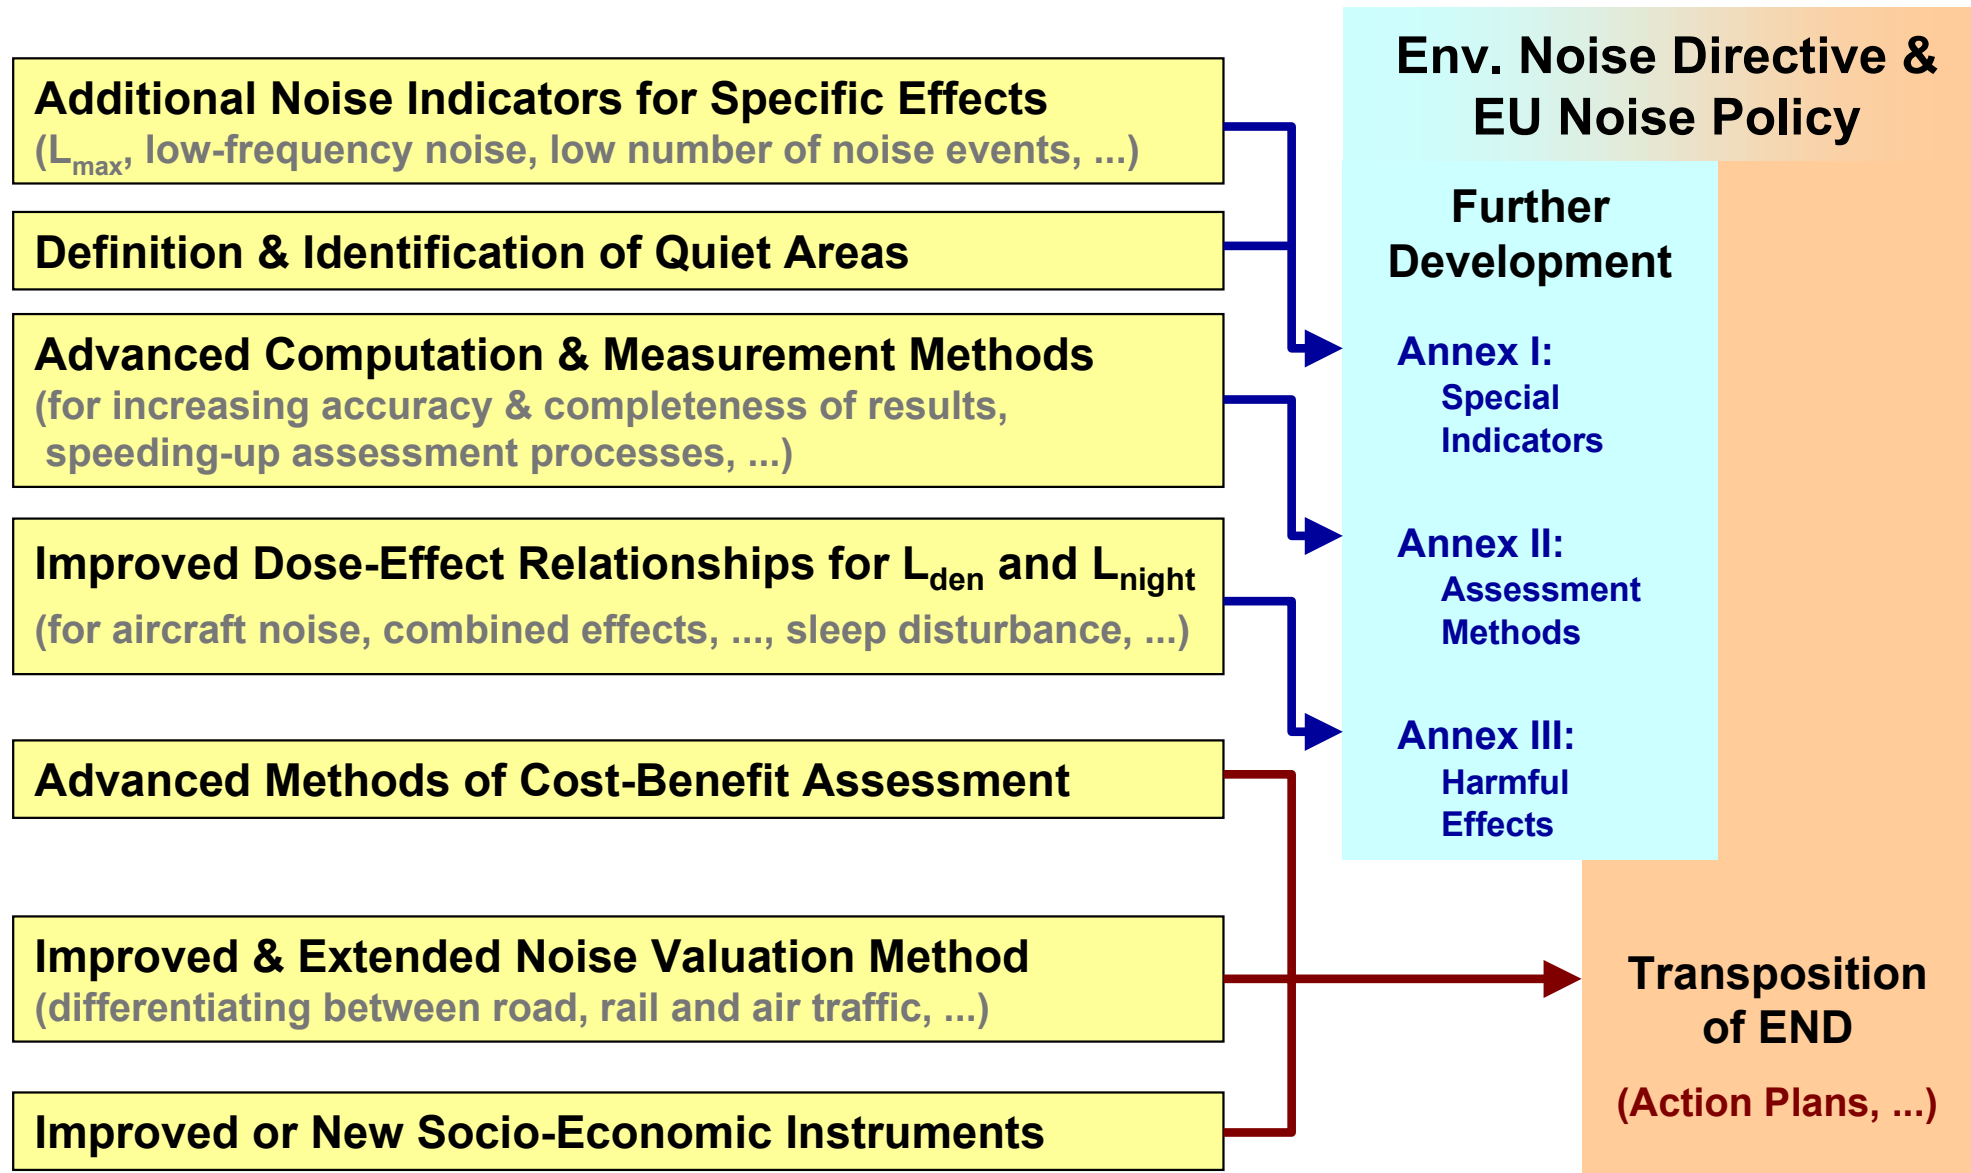 Additional Noise Indicators for Specific Effects
(Lmax, low-frequency noise, low number of noise events, ...)
Definition & Identification of Quiet Areas
Advanced Computation & Measurement Methods
(for increasing accuracy & completeness of results,
speeding-up assessment processes, ...)
Improved Dose-Effect Relationships for Lden and Lnight
(for aircraft noise, combined effects, ..., sleep disturbance, ...)
Advanced Methods of Cost-Benefit Assessment
Improved & Extended Noise Valuation Method
(differentiating between road, rail and air traffic, ...)
Improved or New Socio-Economic Instruments
Env. Noise Directive &
EU Noise Policy
Further
Development
Annex I:
Special
Indicators
Annex II:
Assessment
Methods
Annex III:
Harmful
Effects
Transposition
of END
(Action Plans, ...)